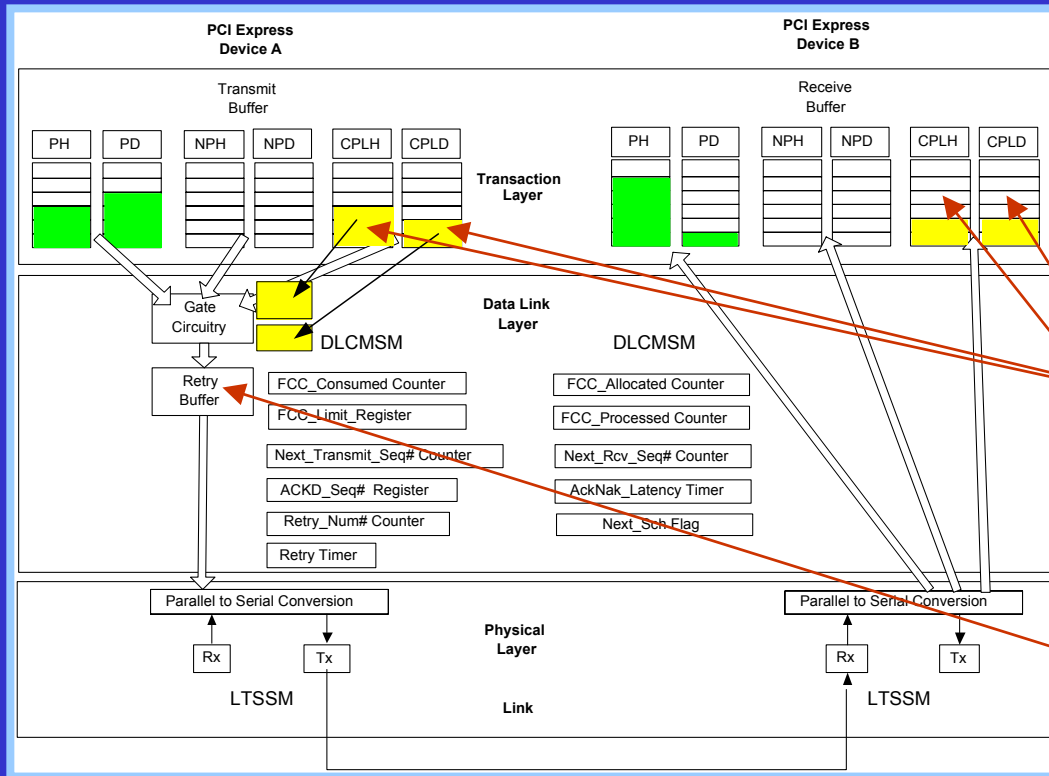 PCI Express
Device A
PCI Express
Device B
Transmit
Buffer
Receive
Buffer
PH PD NPH NPD CPLH CPLD
PH PD NPH NPD CPLH CPLD
Transaction
Layer
Gate
Circuitry
Data Link
Layer
DLCMSM
DLCMSM
Retry
Buffer
FCC_Consumed Counter
FCC_Limit_Register
Next_Transmit_Seq# Counter
ACKD_Seq# Register
Retry_Num# Counter
Retry Timer
FCC_Allocated Counter
FCC_Processed Counter
Next_Rcv_Seq# Counter
AckNak_Latency Timer
Next_Sch Flag
Parallel to Serial Conversion
Parallel to Serial Conversion
Physical
Layer
Rx Tx
Rx Tx
LTSSM
LTSSM
Link